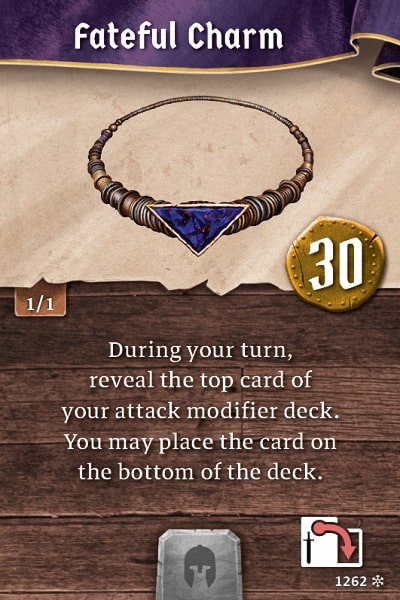 Fateful Charm
30
1/1
During your turn,
reveal the top card of
your attack modifier deck.
You may place the card on
the bottom of the deck.
1262